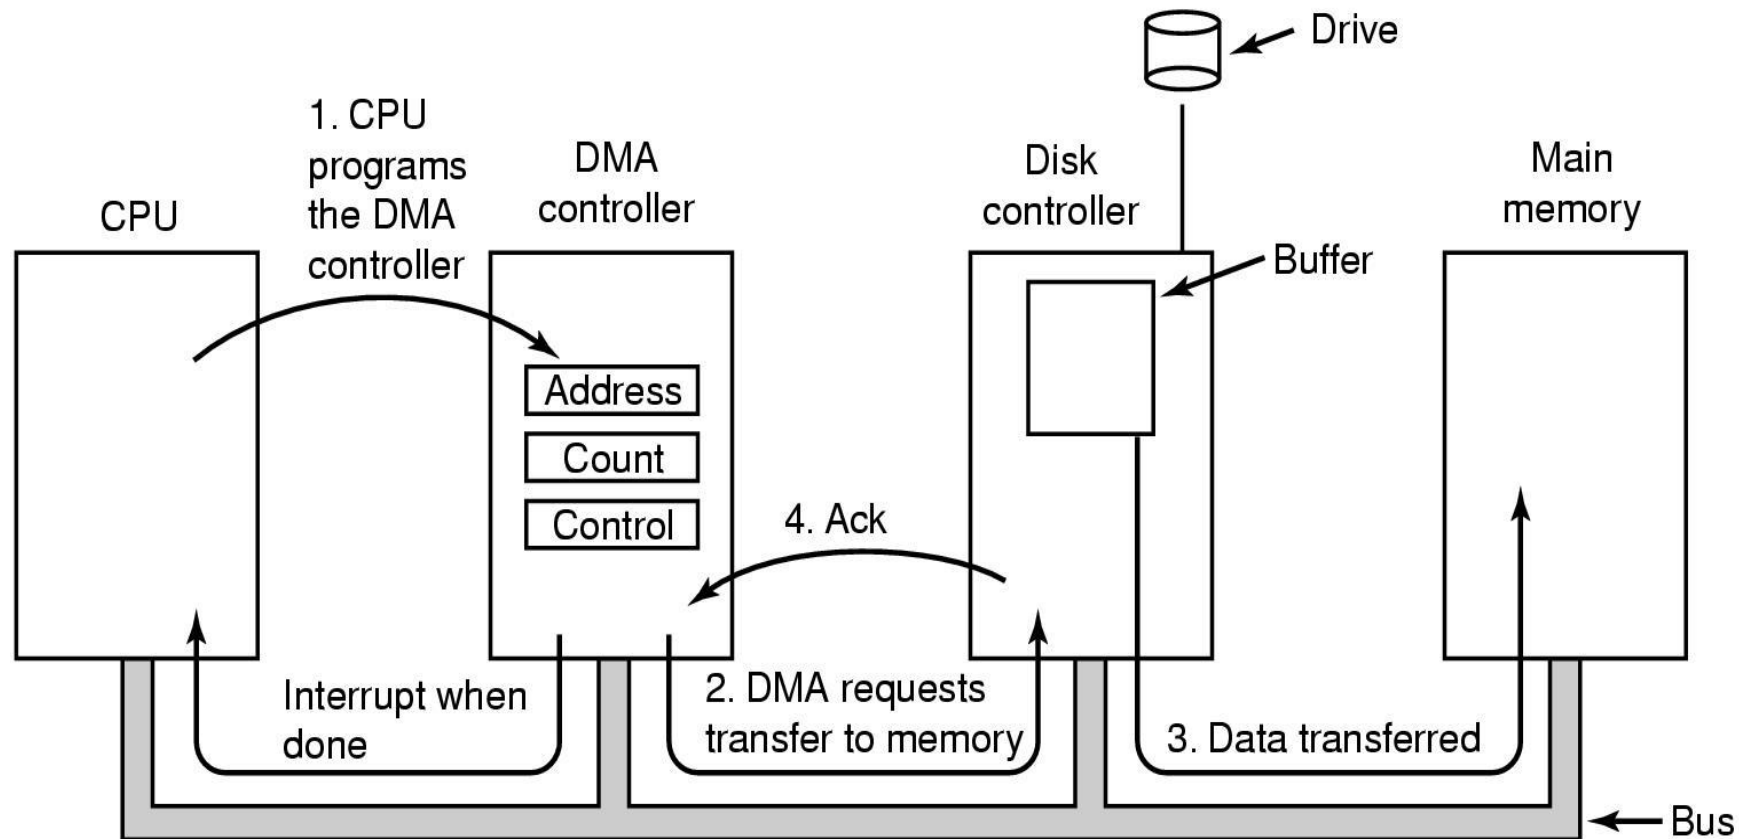 Drive
1. CPU
programs
the DMA
controller
CPU
DMA
controller
Disk
controller
Main
memory
Buffer
Address
Count
Control
4. Ack
Interrupt when
done
2. DMA requests
transfer to memory
3. Data transferred
Bus